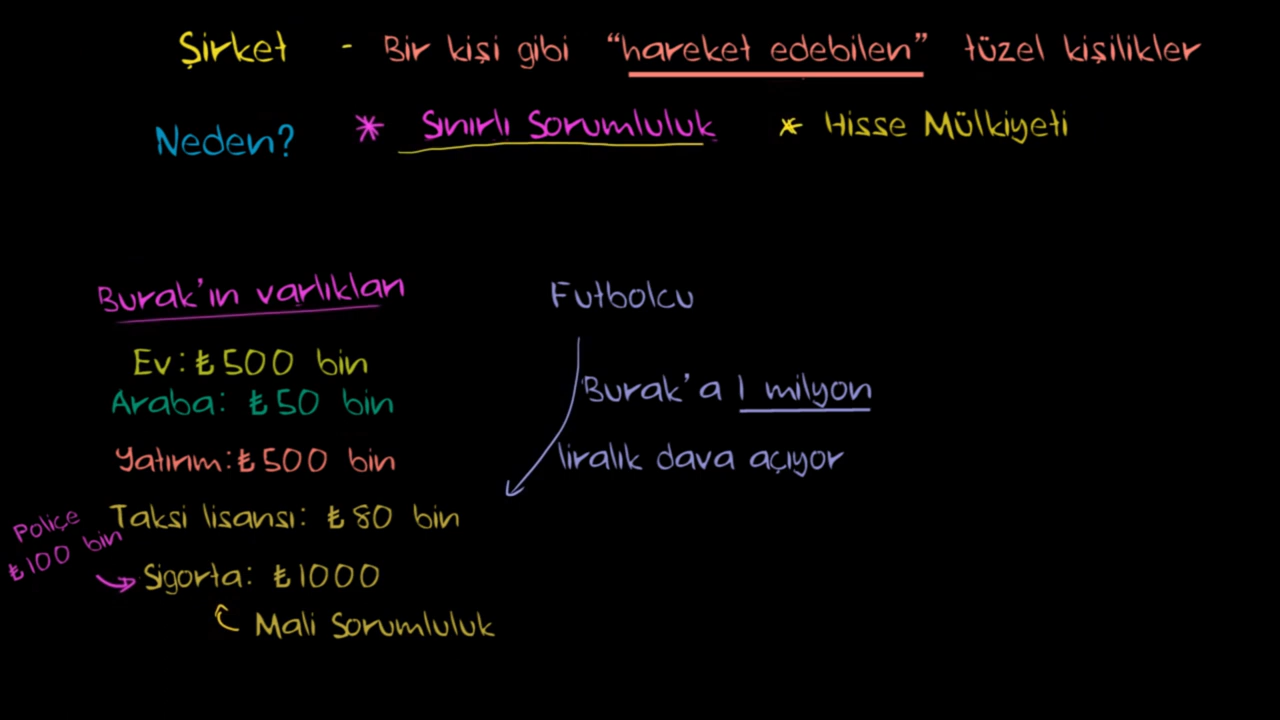 Şirket - Bir kişi gibi "hareket edebilen" tüzel kişilikler
Neden? * Sınırlı Sorumluluk * Hisse Mülkiyeti
Burak'ın varlıkları
Ev: ₺500 bin
Araba: ₺50 bin
Yatırım: ₺500 bin
Taksi lisansı: ₺80 bin
Poliçe
₺100 bin
Sigorta: ₺1000
Mali Sorumluluk
Futbolcu
Burak'a 1 milyon
liralık dava açıyor